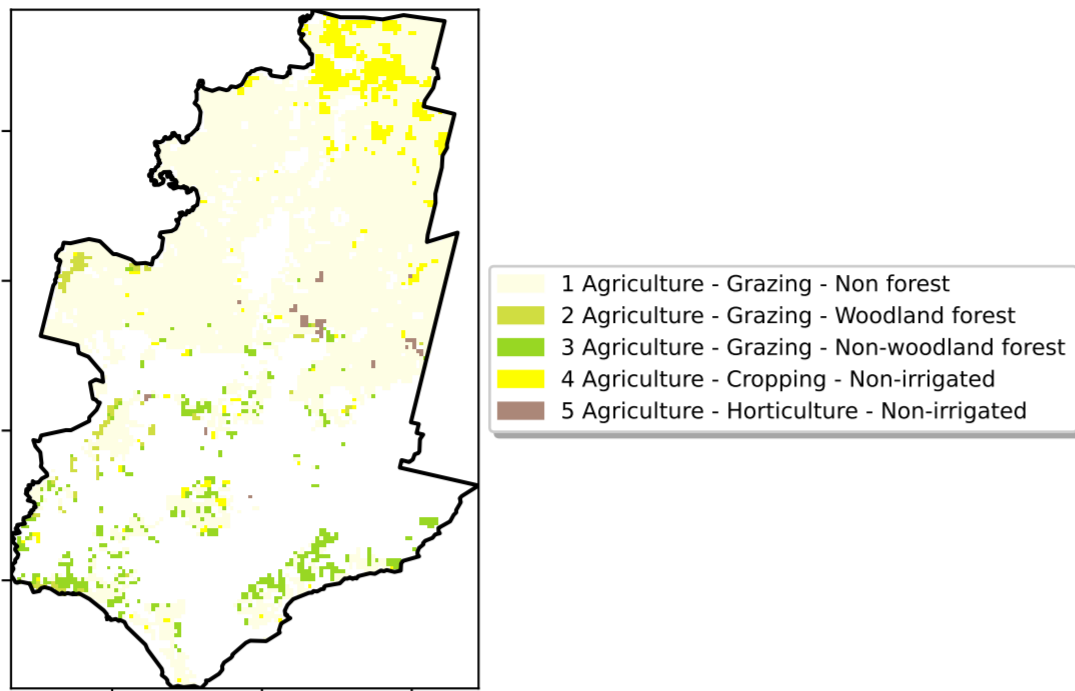 1 Agriculture - Grazing - Non forest
2 Agriculture - Grazing - Woodland forest
3 Agriculture - Grazing - Non-woodland forest
4 Agriculture - Cropping - Non-irrigated
5 Agriculture - Horticulture - Non-irrigated